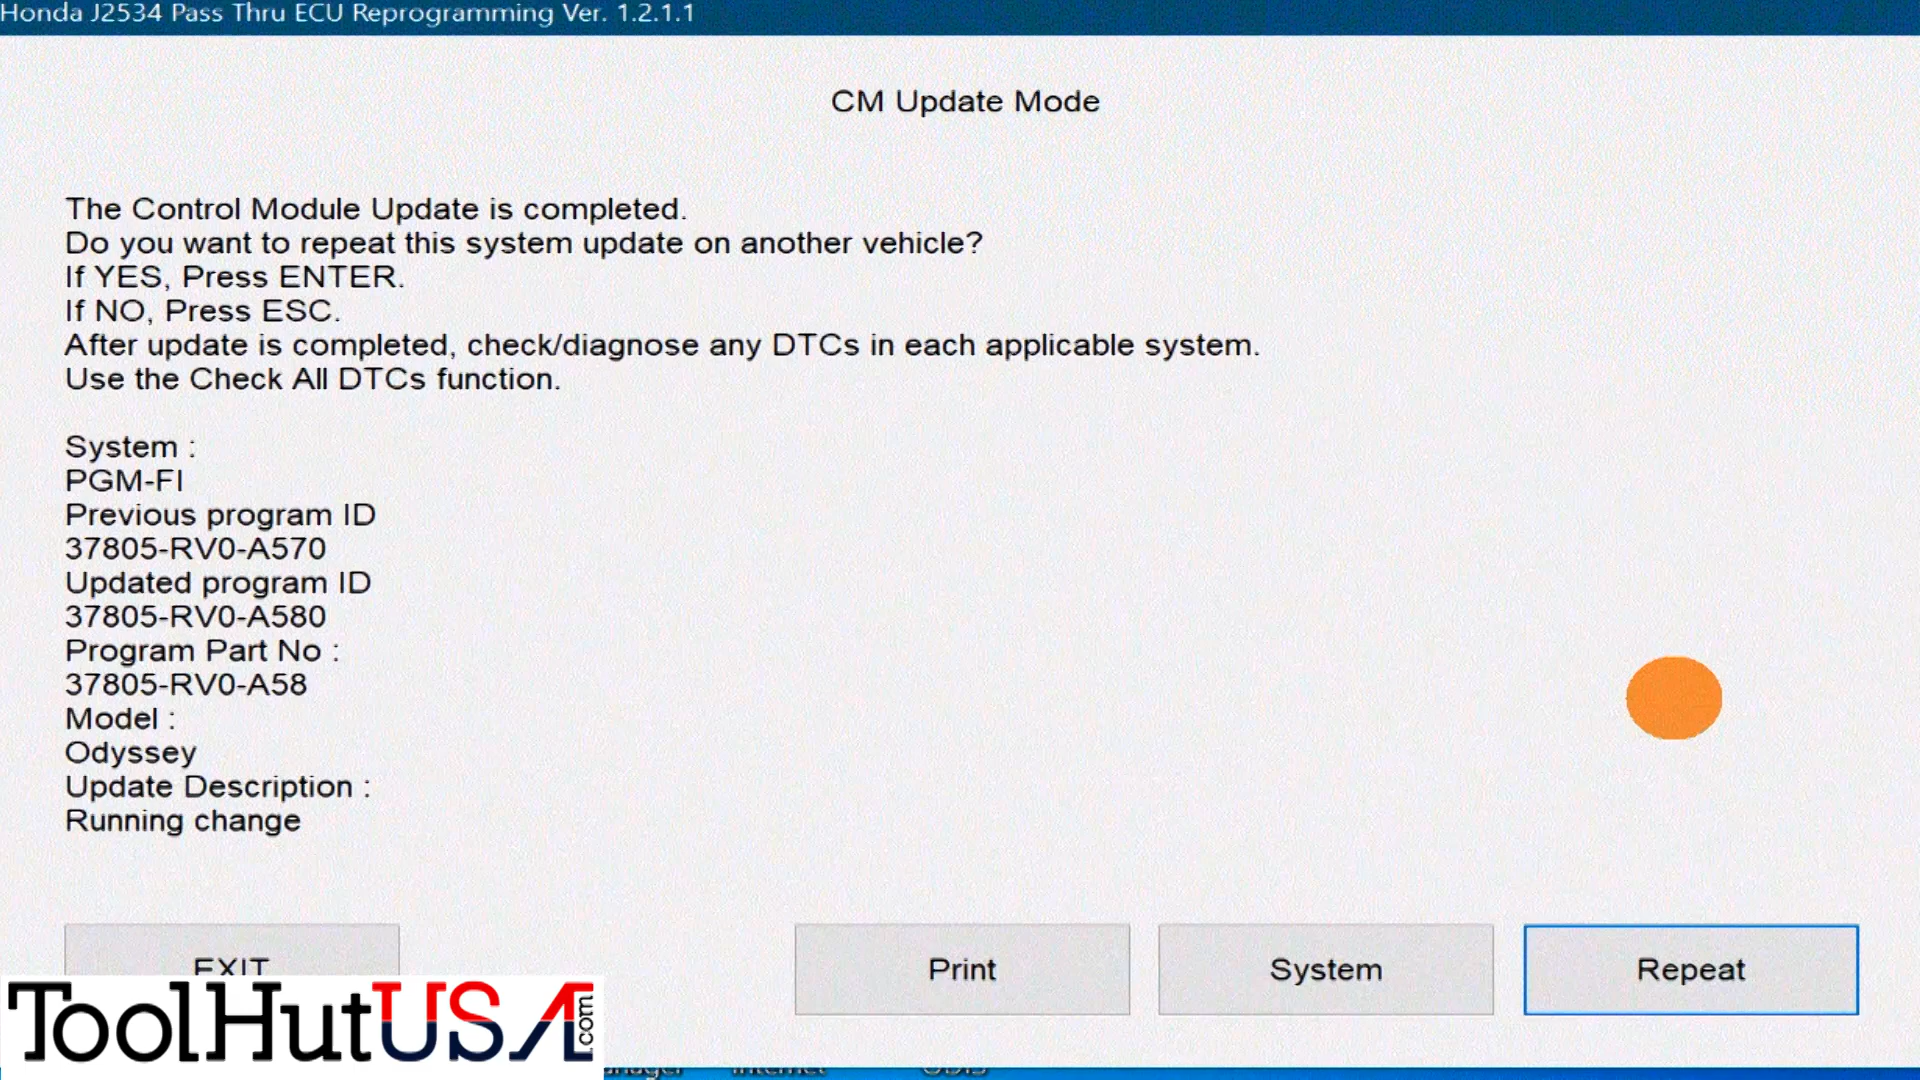 Honda J2534 Pass Thru ECU Reprogramming Ver. 1.2.1.1
CM Update Mode
The Control Module Update is completed.
Do you want to repeat this system update on another vehicle?
If YES, Press ENTER.
If NO, Press ESC.
After update is completed, check/diagnose any DTCs in each applicable system.
Use the Check All DTCs function.
System :
PGM-FI
Previous program ID
37805-RV0-A570
Updated program ID
37805-RV0-A580
Program Part No :
37805-RV0-A58
Model :
Odyssey
Update Description :
Running change
EXIT
Print
System
Repeat
ToolHutUSA.com
Internet
ODIS